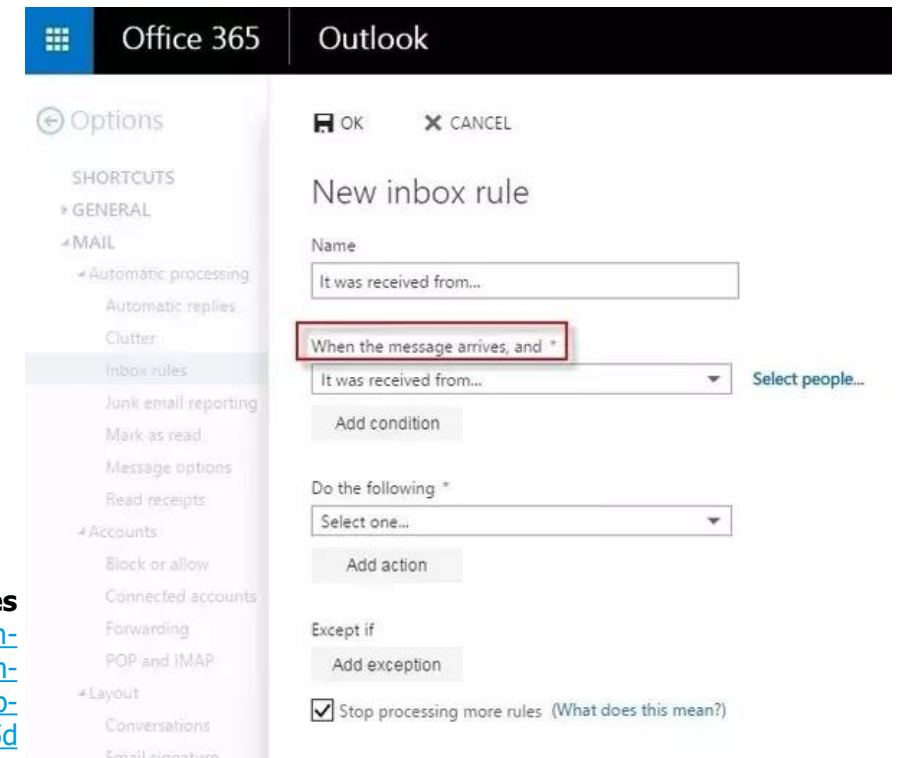 Office 365 Outlook
Options
SHORTCUTS
GENERAL
MAIL
Automatic processing
Automatic replies
Clutter
Inbox rules
Junk email reporting
Mark as read
Message options
Read receipts
Accounts
Block or allow
Connected accounts
Forwarding
POP and IMAP
Layout
Conversations
Email signature
OK CANCEL
New inbox rule
Name
It was received from...
When the message arrives, and *
It was received from... Select people...
Add condition
Do the following *
Select one...
Add action
Except if
Add exception
Stop processing more rules (What does this mean?)